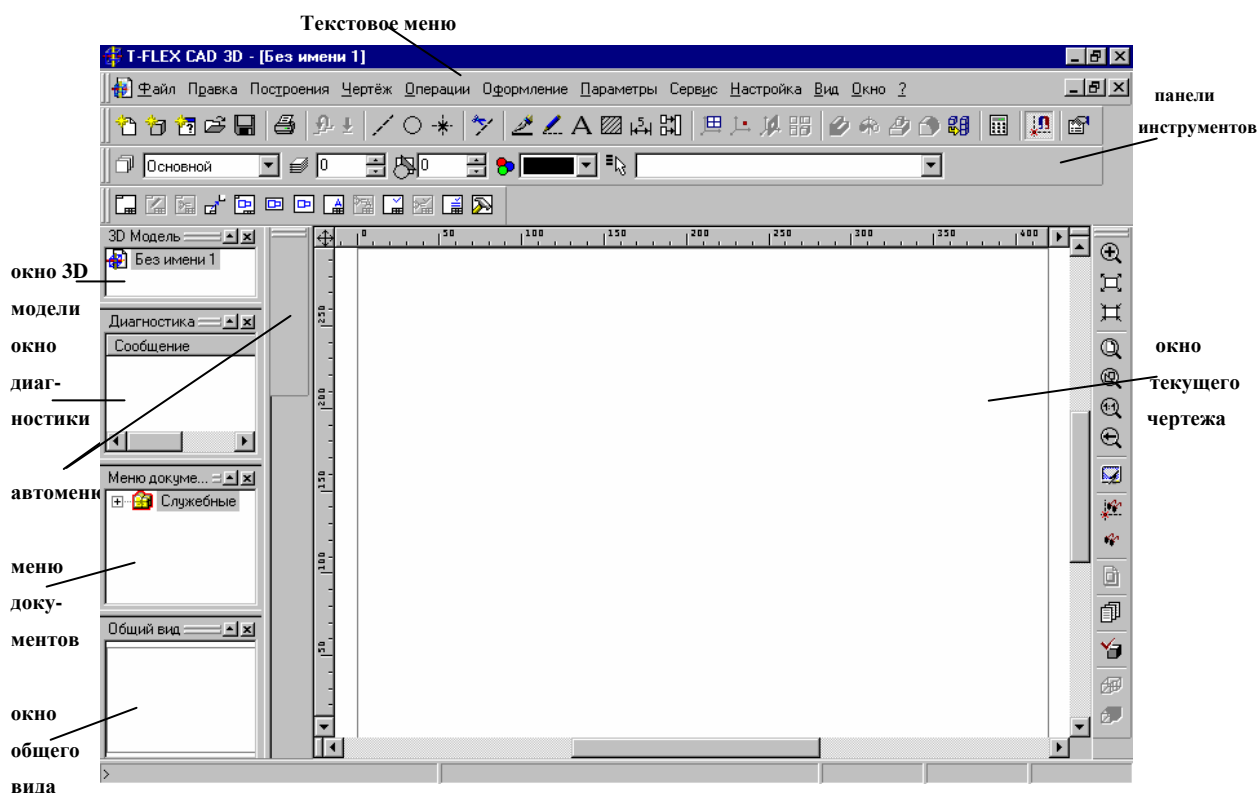 Текстовое меню
T-FLEX CAD 3D - [Без имени 1]
Файл Правка Построения Чертёж Операции Оформление Параметры Сервис Настройка Вид Окно ?
панели
инструментов
Основной 0 0
3D Модель
Без имени 1
окно 3D
модели
Диагностика
Сообщение
окно
диаг-
ностики
Меню докуме...
Служебные
автоменю
меню
доку-
ментов
Общий вид
окно
общего
вида
0 50 100 150 200 250 300 350 400
250
200
150
100
50
окно
текущего
чертежа
>